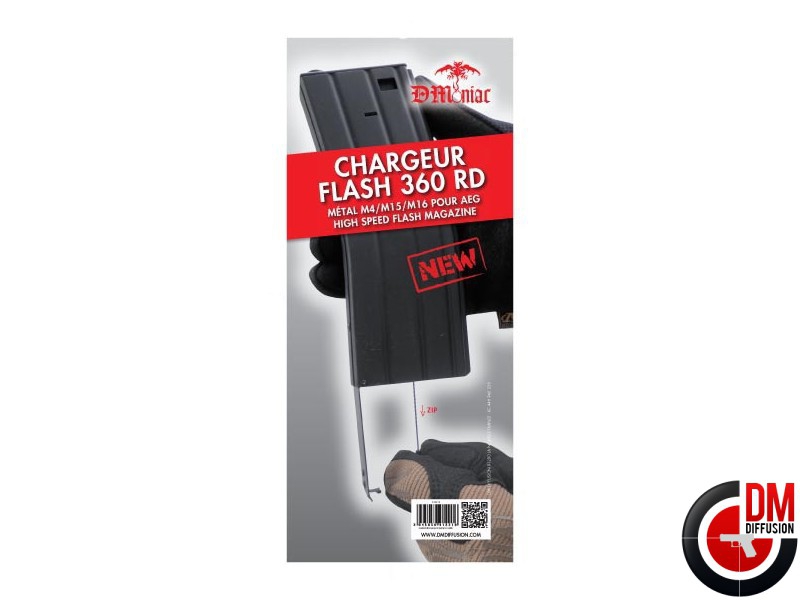 DMoniac
CHARGEUR
FLASH 360 RD
MÉTAL M4/M15/M16 POUR AEG
HIGH SPEED FLASH MAGAZINE
NEW
ZIP
WWW.DMDIFFUSION.COM
DM
DIFFUSION